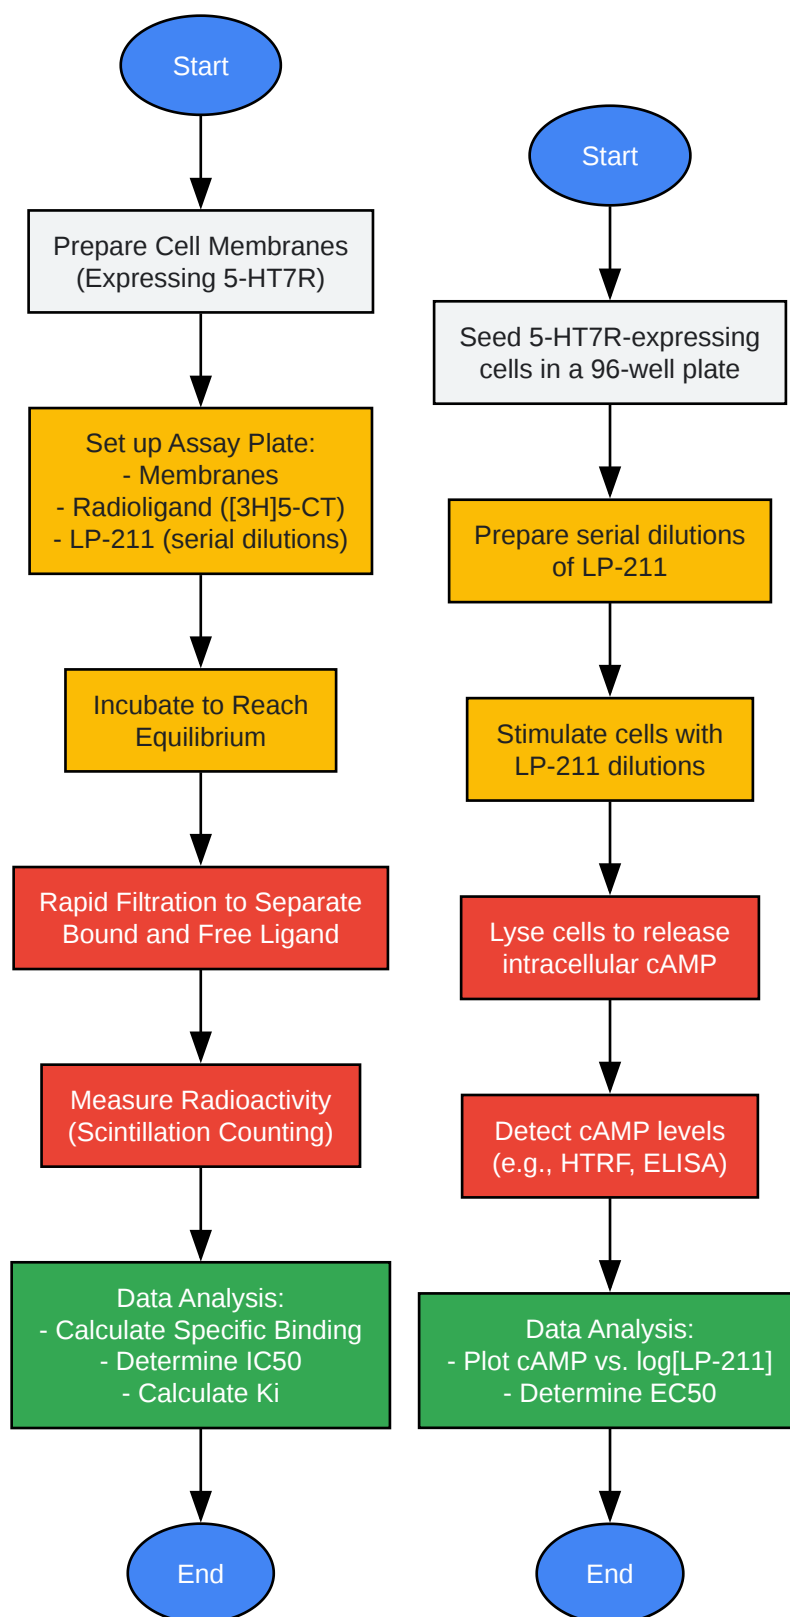 Start
Prepare Cell Membranes
(Expressing 5-HT7R)
Set up Assay Plate:
- Membranes
- Radioligand ([3H]5-CT)
- LP-211 (serial dilutions)
Incubate to Reach
Equilibrium
Rapid Filtration to Separate
Bound and Free Ligand
Measure Radioactivity
(Scintillation Counting)
Data Analysis:
- Calculate Specific Binding
- Determine IC50
- Calculate Ki
End
Start
Seed 5-HT7R-expressing
cells in a 96-well plate
Prepare serial dilutions
of LP-211
Stimulate cells with
LP-211 dilutions
Lyse cells to release
intracellular cAMP
Detect cAMP levels
(e.g., HTRF, ELISA)
Data Analysis:
- Plot cAMP vs. log[LP-211]
- Determine EC50
End